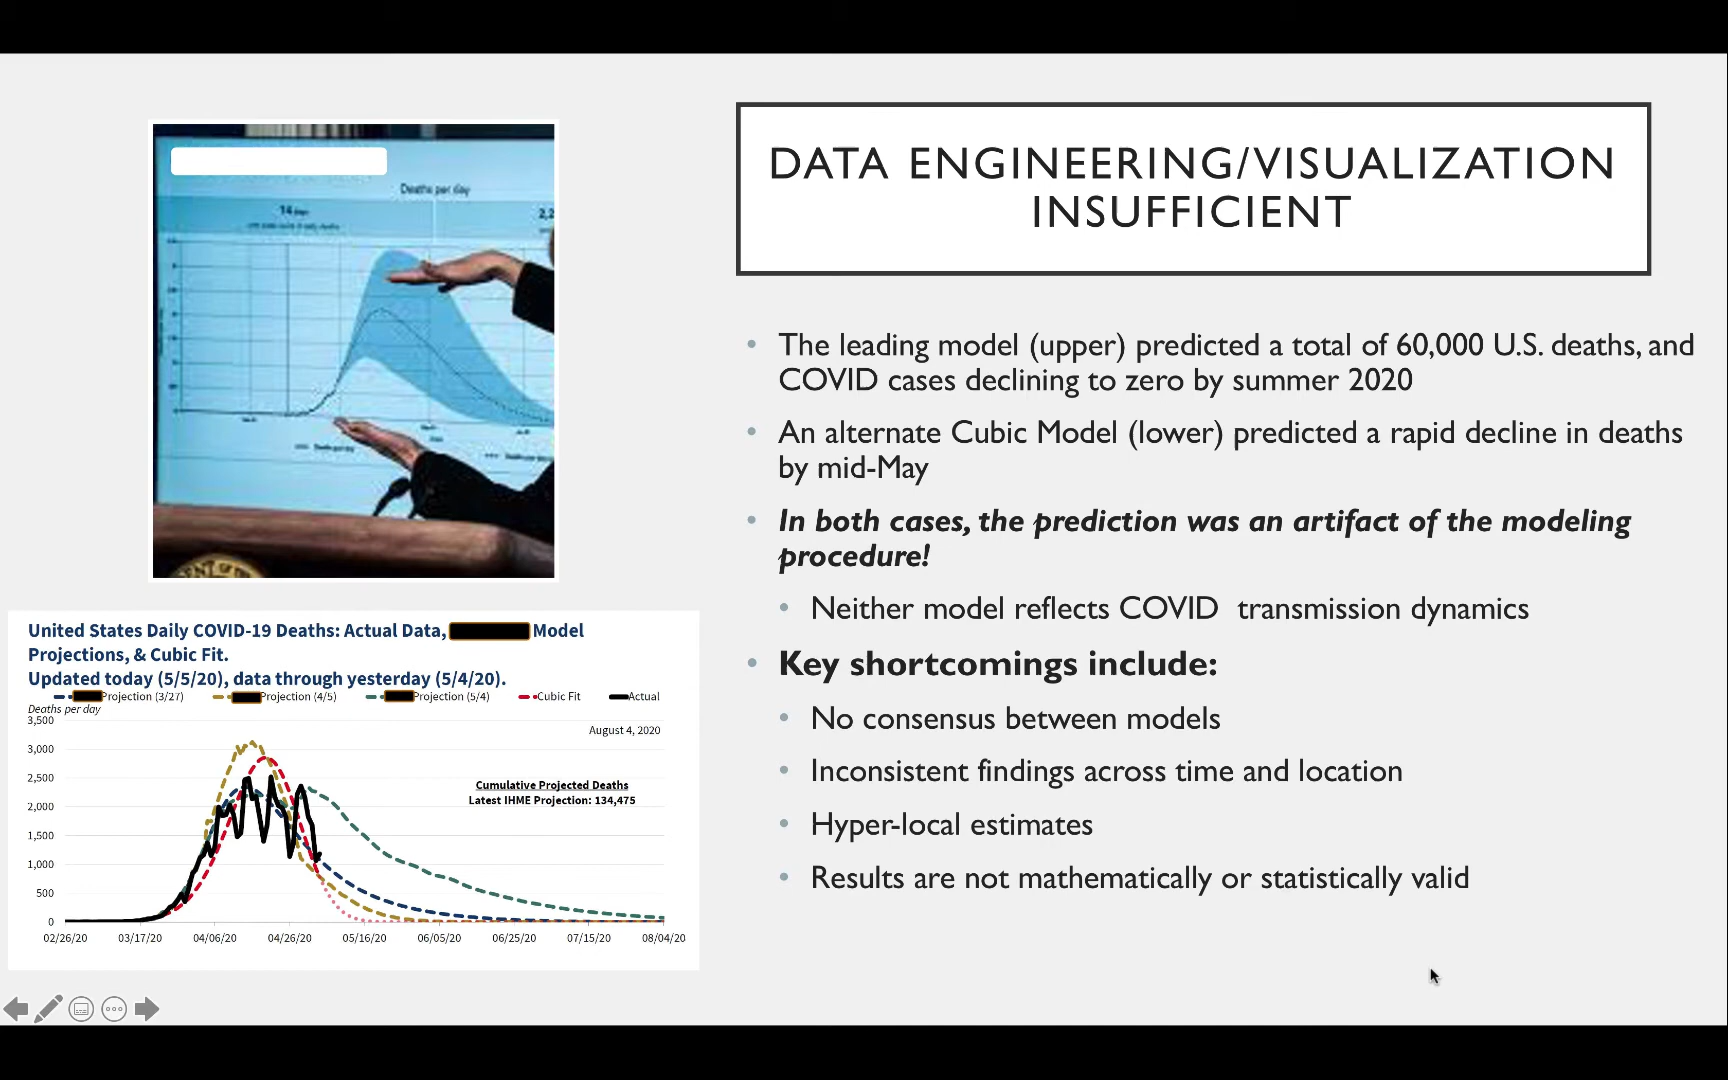 Deaths per day
14 days
2,2
DATA ENGINEERING/VISUALIZATION
INSUFFICIENT
• The leading model (upper) predicted a total of 60,000 U.S. deaths, and
COVID cases declining to zero by summer 2020
• An alternate Cubic Model (lower) predicted a rapid decline in deaths
by mid-May
• In both cases, the prediction was an artifact of the modeling
procedure!
• Neither model reflects COVID transmission dynamics
• Key shortcomings include:
• No consensus between models
• Inconsistent findings across time and location
• Hyper-local estimates
• Results are not mathematically or statistically valid
United States Daily COVID-19 Deaths: Actual Data, Model
Projections, & Cubic Fit.
Updated today (5/5/20), data through yesterday (5/4/20).
Projection (3/27) Projection (4/5) Projection (5/4) Cubic Fit Actual
Deaths per day
August 4, 2020
Cumulative Projected Deaths
Latest IHME Projection: 134,475
3,500
3,000
2,500
2,000
1,500
1,000
500
0
02/26/20 03/17/20 04/06/20 04/26/20 05/16/20 06/05/20 06/25/20 07/15/20 08/04/20